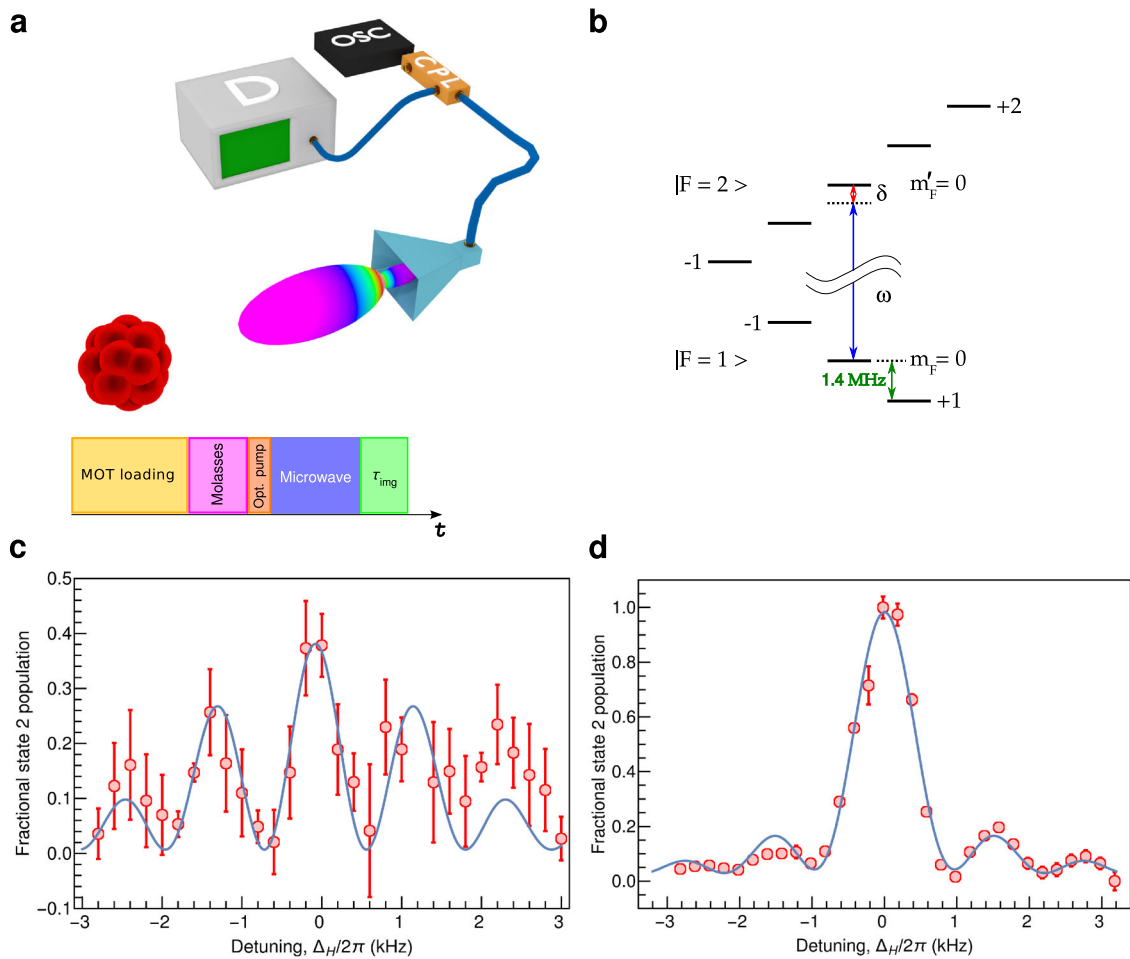 a
OSC
CPL
D
MOT loading
Molasses
Opt. pump
Microwave
τimg
t
b
+2
|F = 2 >
δ
m′F= 0
-1
ω
-1
|F = 1 >
mF= 0
1.4 MHz
+1
c
0.5
0.4
0.3
0.2
0.1
0.0
−0.1
Fractional state 2 population
−3 −2 −1 0 1 2 3
Detuning, ΔH/2π (kHz)
d
1.0
0.8
0.6
0.4
0.2
0.0
Fractional state 2 population
−3 −2 −1 0 1 2 3
Detuning, ΔH/2π (kHz)